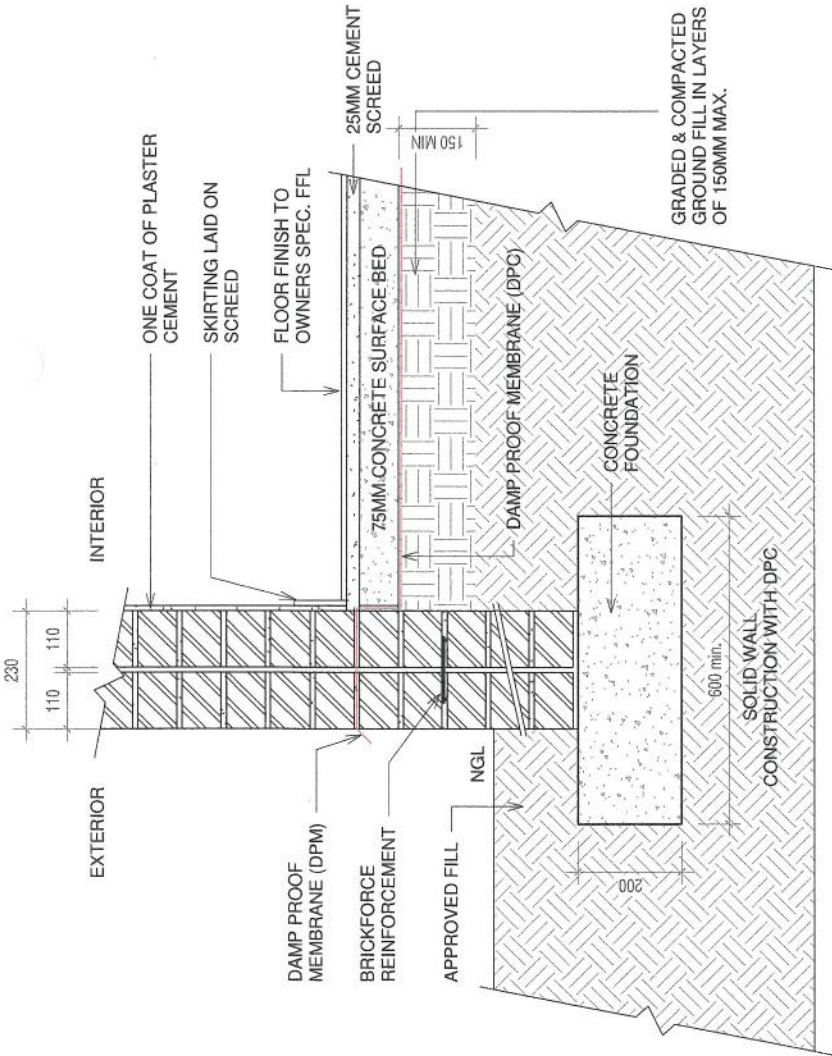 EXTERIOR
INTERIOR
230
110
110
ONE COAT OF PLASTER
CEMENT
SKIRTING LAID ON
SCREED
FLOOR FINISH TO
OWNERS SPEC. FFL
25MM CEMENT
SCREED
DAMP PROOF
MEMBRANE (DPM)
75MM CONCRETE SURFACE BED
150 MIN
BRICKFORCE
REINFORCEMENT
DAMP PROOF MEMBRANE (DPC)
NGL
APPROVED FILL
CONCRETE
FOUNDATION
GRADED & COMPACTED
GROUND FILL IN LAYERS
OF 150MM MAX.
200
600 min.
SOLID WALL
CONSTRUCTION WITH DPC